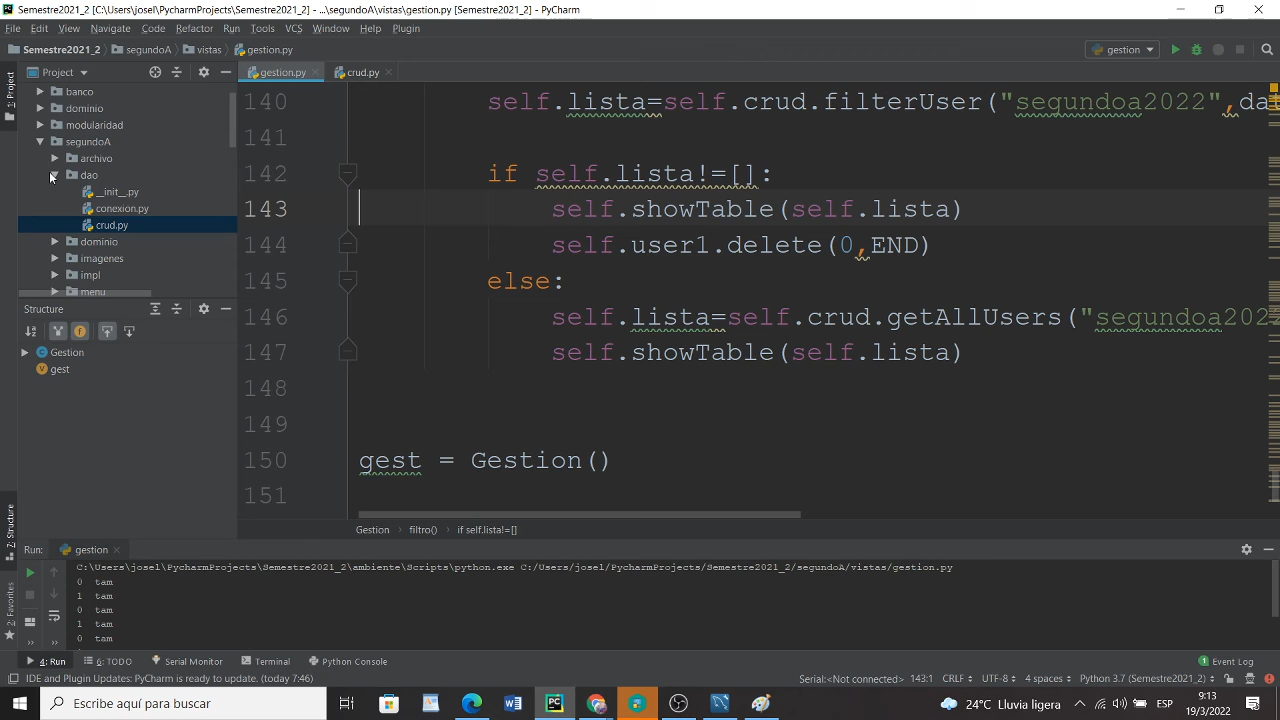 Semestre2021_2 [C:\Users\josel\PycharmProjects\Semestre2021_2] - ...\segundoA\vistas\gestion.py [Semestre2021_2] - PyCharm
File Edit View Navigate Code Refactor Run Tools VCS Window Help Plugin
Semestre2021_2 segundoA vistas gestion.py gestion
1: Project
Project
banco
dominio
modularidad
segundoA
archivo
dao
__init__.py
conexion.py
crud.py
dominio
imagenes
impl
menu
Structure
Gestion
gest
7: Structure
2: Favorites
gestion.py crud.py
140 self.lista=self.crud.filterUser("segundoa2022",dat
141
142 if self.lista!=[]:
143 self.showTable(self.lista)
144 self.user1.delete(0,END)
145 else:
146 self.lista=self.crud.getAllUsers("segundoa202
147 self.showTable(self.lista)
148
149
150 gest = Gestion()
151
Gestion filtro() if self.lista!=[]
Run: gestion
C:\Users\josel\PycharmProjects\Semestre2021_2\ambiente\Scripts\python.exe C:/Users/josel/PycharmProjects/Semestre2021_2/segundoA/vistas/gestion.py
0 tam
1 tam
0 tam
1 tam
0 tam
4: Run 6: TODO Serial Monitor Terminal Python Console 1 Event Log
IDE and Plugin Updates: PyCharm is ready to update. (today 7:46) Serial:<Not connected> 143:1 CRLF UTF-8 4 spaces Python 3.7 (Semestre2021_2)
Escribe aquí para buscar 24°C Lluvia ligera ESP 9:13
19/3/2022